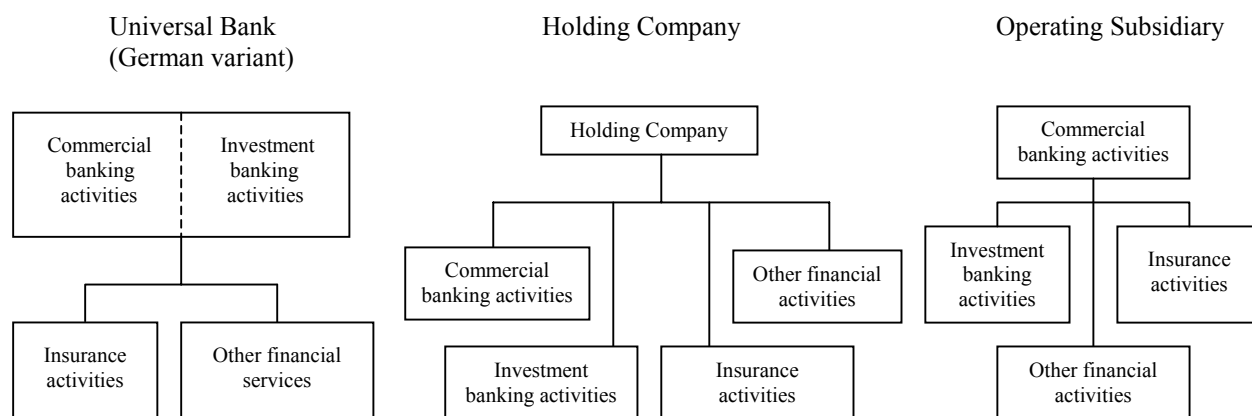 Universal Bank
(German variant)
Commercial
banking
activities
Investment
banking
activities
Insurance
activities
Other financial
services
Holding Company
Holding Company
Commercial
banking activities
Investment
banking activities
Insurance
activities
Other financial
activities
Operating Subsidiary
Commercial
banking activities
Investment
banking
activities
Insurance
activities
Other financial
activities